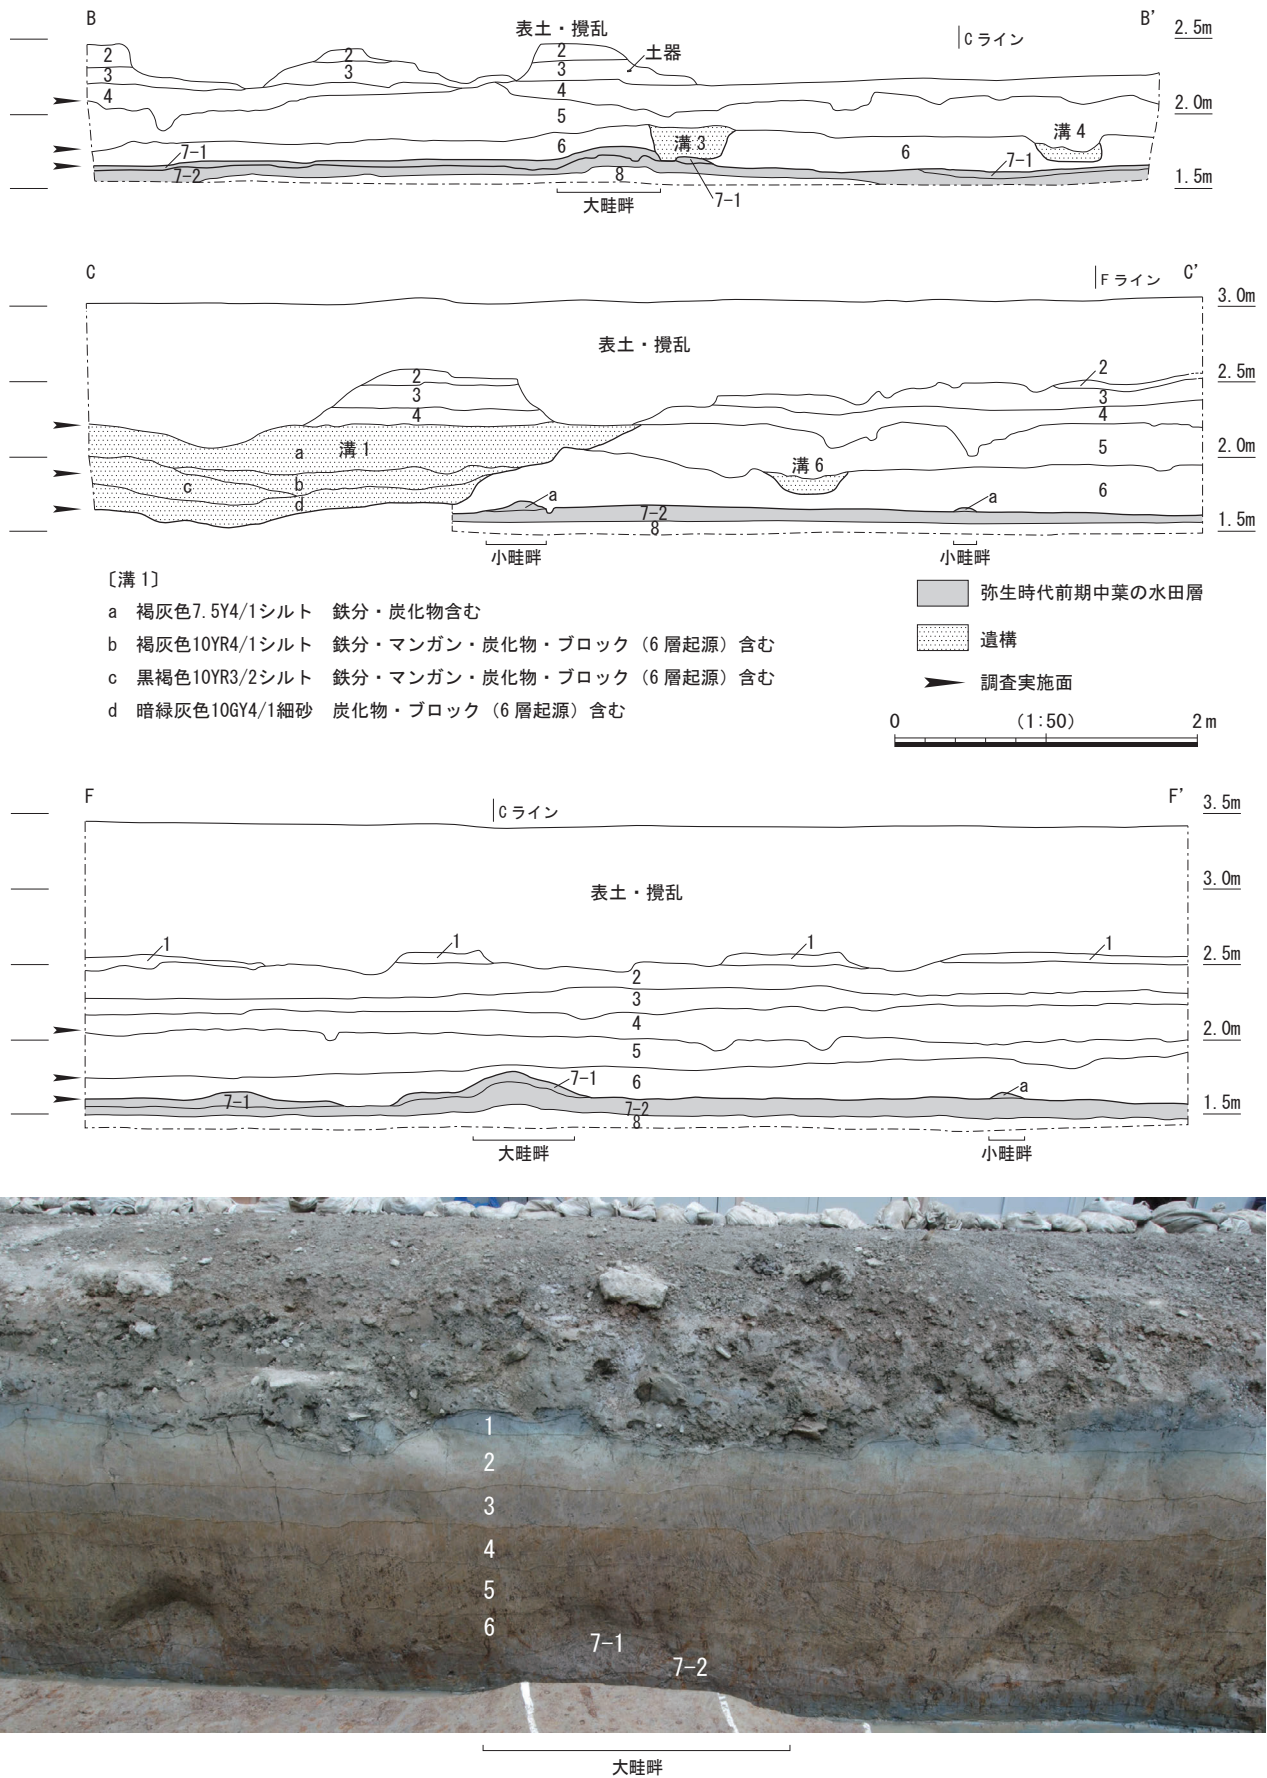 B B’
表土・攪乱 Cライン 2.5m
2 2 2 土器
3 3 3
4 4 2.0m
5
溝3 溝4
7-1 6 6 7-1
7-2 8 7-1 1.5m
大畦畔
C C’
Fライン 3.0m
表土・攪乱
2 2 2.5m
3 3
4 4
a 溝1 5 2.0m
c b 溝6 6
d a a
7-2 1.5m
8
小畦畔 小畦畔
〔溝1〕
a 褐灰色7.5Y4/1シルト 鉄分・炭化物含む
b 褐灰色10YR4/1シルト 鉄分・マンガン・炭化物・ブロック（6層起源）含む
c 黒褐色10YR3/2シルト 鉄分・マンガン・炭化物・ブロック（6層起源）含む
d 暗緑灰色10GY4/1細砂 炭化物・ブロック（6層起源）含む
弥生時代前期中葉の水田層
遺構
調査実施面
0 (1:50) 2m
F F’
Cライン 3.5m
表土・攪乱 3.0m
1 1 1 1 2.5m
2
3
4 2.0m
5
7-1 6
7-1 7-2 a 1.5m
8
大畦畔 小畦畔
1
2
3
4
5
6
7-1
7-2
大畦畔